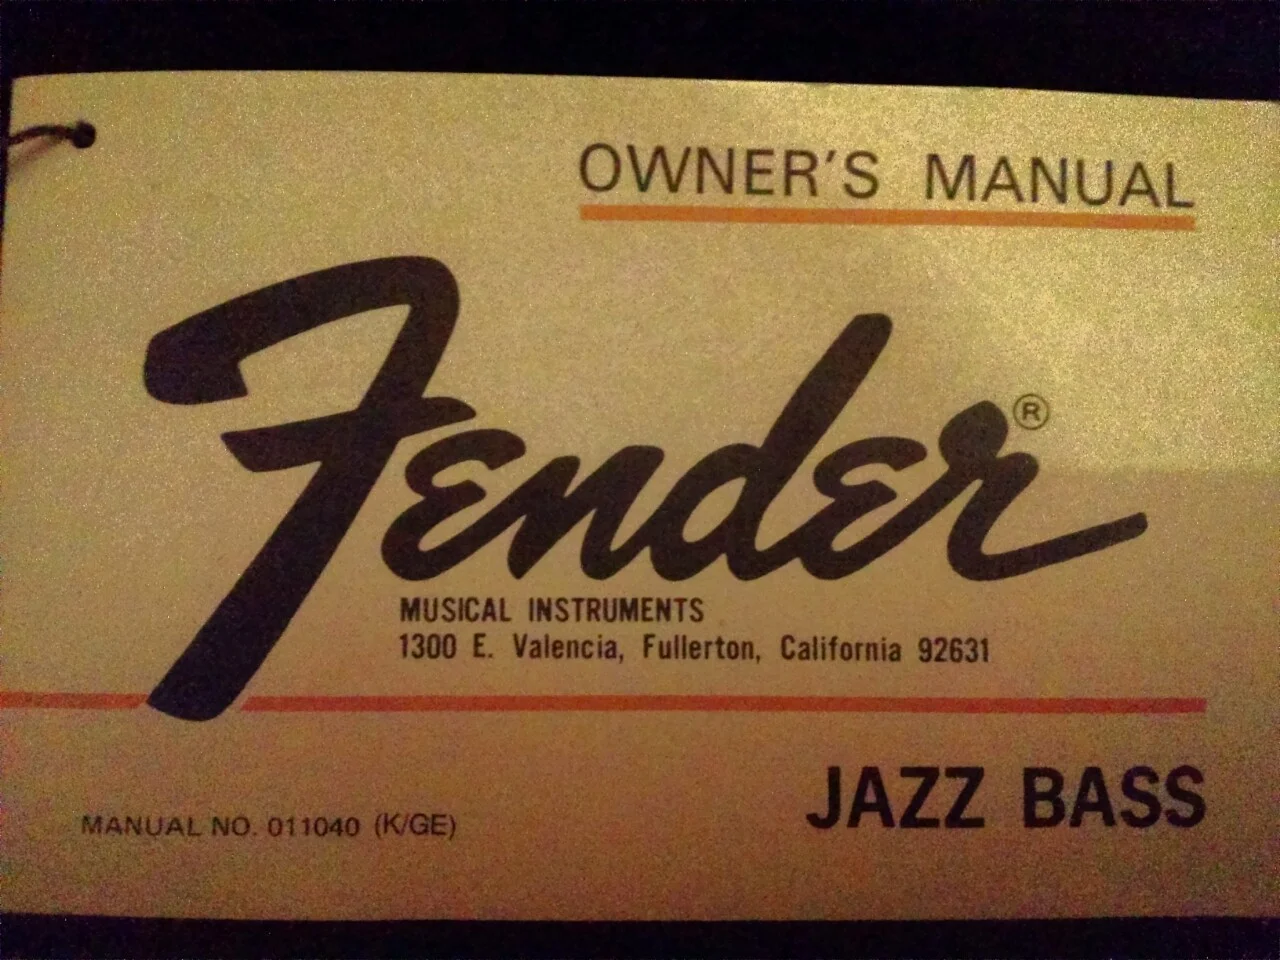 OWNER'S MANUAL
Fender®
MUSICAL INSTRUMENTS
1300 E. Valencia, Fullerton, California 92631
JAZZ BASS
MANUAL NO. 011040 (K/GE)